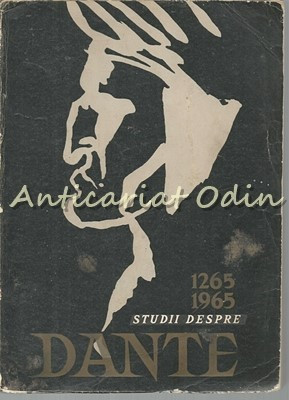 Anticariat Odin
1265
1965
STUDII DESPRE
DANTE